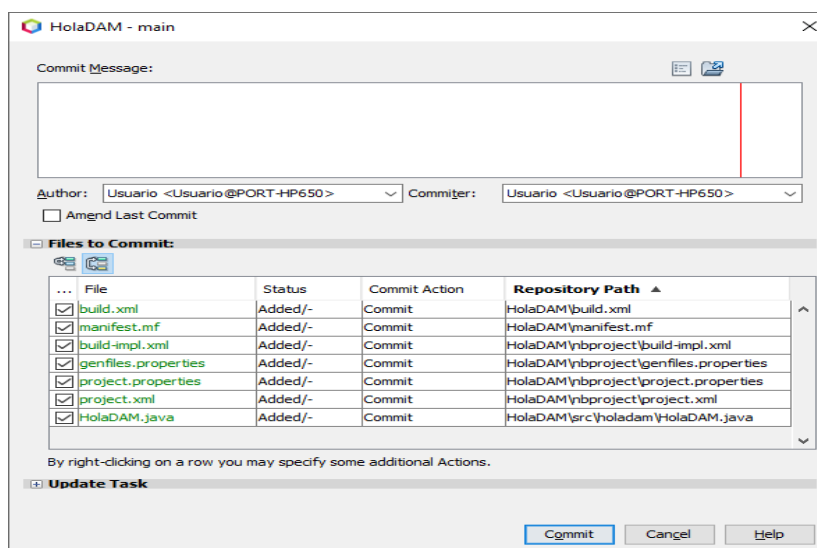 HolaDAM - main
Commit Message:
Author: Usuario <Usuario@PORT-HP650> Commiter: Usuario <Usuario@PORT-HP650>
Amend Last Commit
Files to Commit:
... File Status Commit Action Repository Path
build.xml Added/- Commit HolaDAM\build.xml
manifest.mf Added/- Commit HolaDAM\manifest.mf
build-impl.xml Added/- Commit HolaDAM\nbproject\build-impl.xml
genfiles.properties Added/- Commit HolaDAM\nbproject\genfiles.properties
project.properties Added/- Commit HolaDAM\nbproject\project.properties
project.xml Added/- Commit HolaDAM\nbproject\project.xml
HolaDAM.java Added/- Commit HolaDAM\src\holadam\HolaDAM.java
By right-clicking on a row you may specify some additional Actions.
Update Task
Commit Cancel Help